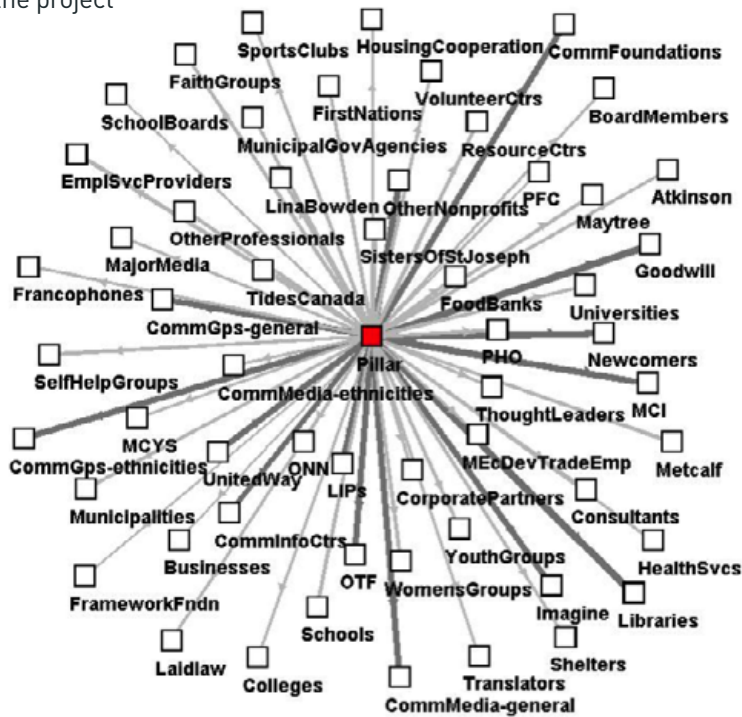 the project
SportsClubs
HousingCooperation
CommFoundations
FaithGroups
FirstNations
VolunteerCtrs
BoardMembers
SchoolBoards
MunicipalGovAgencies
ResourceCtrs
EmplSvcProviders
LinaBowden
OtherNonprofits
PFC
Atkinson
OtherProfessionals
Maytree
MajorMedia
SistersOfStJoseph
Goodwill
Francophones
TidesCanada
FoodBanks
Universities
CommGps-general
Pillar
PHO
Newcomers
SelfHelpGroups
CommMedia-ethnicities
ThoughtLeaders
MCI
MCYS
CommGps-ethnicities
UnitedWay
ONN
LIPs
MEcDevTradeEmp
Metcalf
CorporatePartners
Municipalities
Consultants
CommInfoCtrs
Businesses
YouthGroups
HealthSvcs
FrameworkFndn
OTF
WomensGroups
Imagine
Libraries
Schools
Laidlaw
Colleges
Translators
Shelters
CommMedia-general